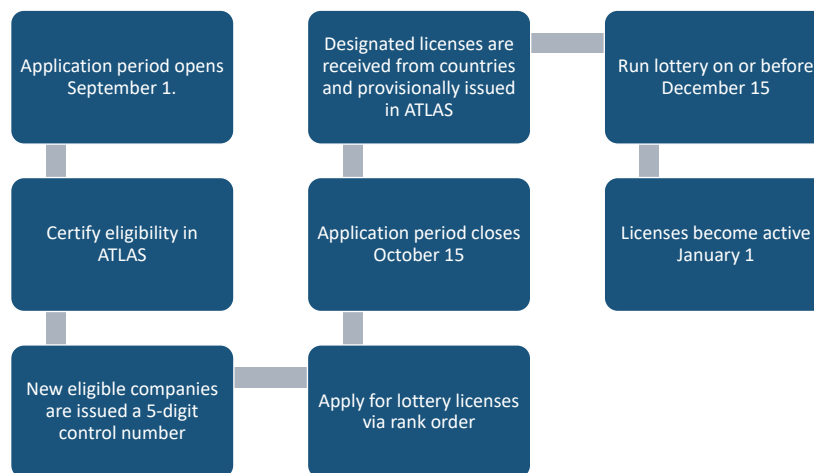 Application period opens
September 1.
Certify eligibility in
ATLAS
New eligible companies
are issued a 5-digit
control number
Apply for lottery licenses
via rank order
Application period closes
October 15
Designated licenses are
received from countries
and provisionally issued
in ATLAS
Run lottery on or before
December 15
Licenses become active
January 1